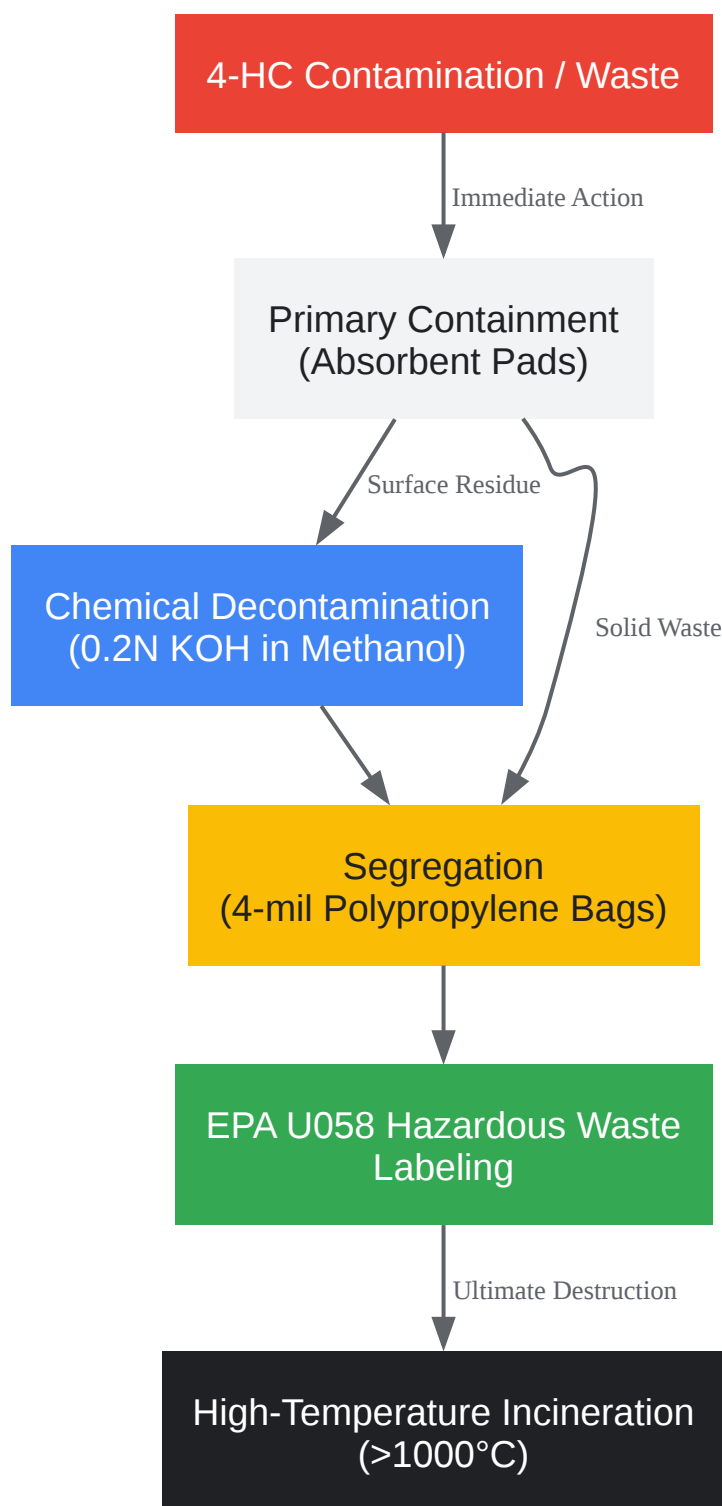 4-HC Contamination / Waste
Immediate Action
Primary Containment
(Absorbent Pads)
Surface Residue
Chemical Decontamination
(0.2N KOH in Methanol)
Solid Waste
Segregation
(4-mil Polypropylene Bags)
EPA U058 Hazardous Waste
Labeling
Ultimate Destruction
High-Temperature Incineration
(>1000°C)